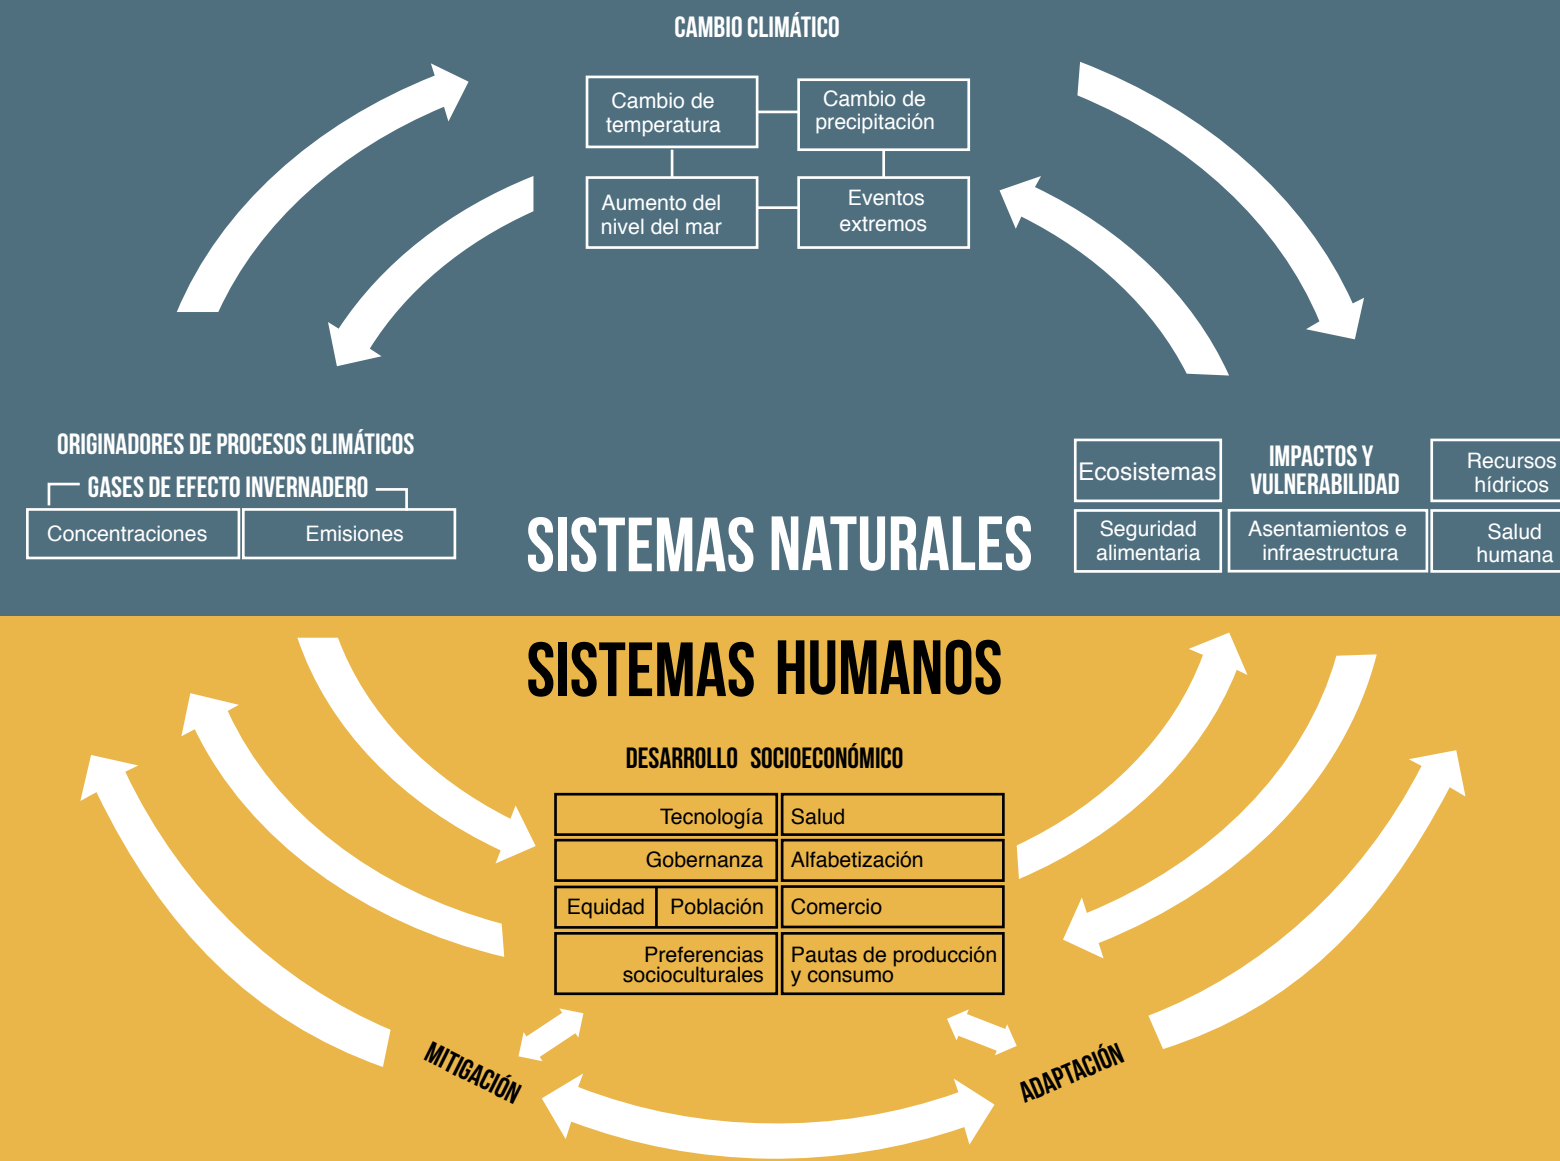 CAMBIO CLIMÁTICO
Cambio de
temperatura
Cambio de
precipitación
Aumento del
nivel del mar
Eventos
extremos
ORIGINADORES DE PROCESOS CLIMÁTICOS
GASES DE EFECTO INVERNADERO
Concentraciones
Emisiones
Ecosistemas
IMPACTOS Y
VULNERABILIDAD
Recursos
hídricos
Seguridad
alimentaria
Asentamientos e
infraestructura
Salud
humana
SISTEMAS NATURALES
SISTEMAS HUMANOS
DESARROLLO SOCIOECONÓMICO
Tecnología
Salud
Gobernanza
Alfabetización
Equidad
Población
Comercio
Preferencias
socioculturales
Pautas de producción
y consumo
MITIGACIÓN
ADAPTACIÓN